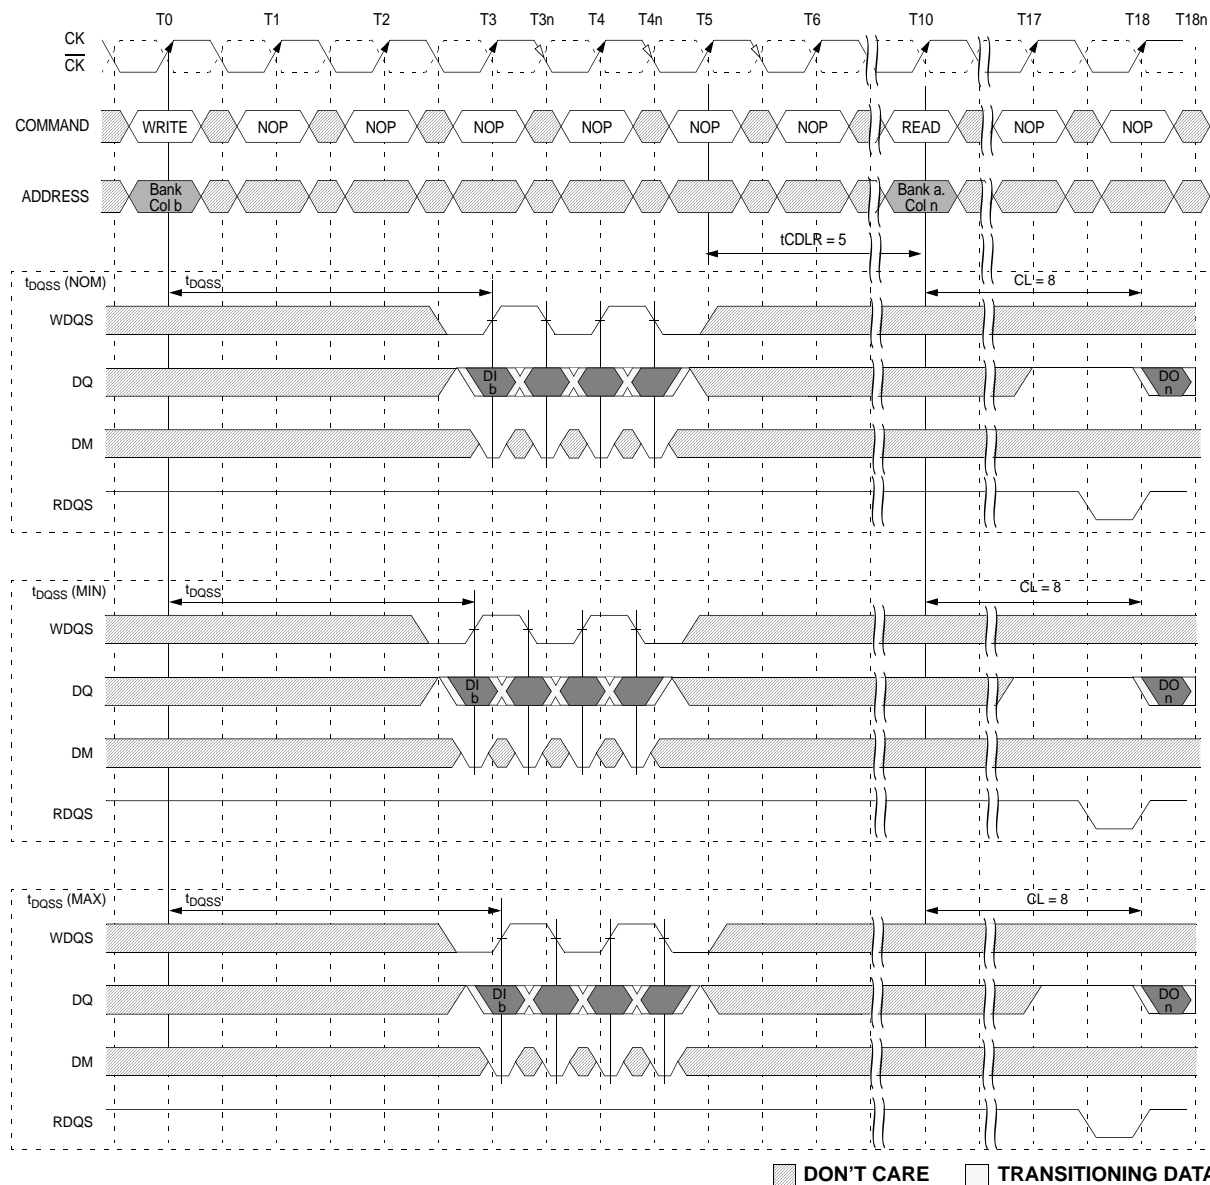 T0 T1 T2 T3 T3n T4 T4n T5 T6 T10 T17 T18 T18n
CK
CK
COMMAND WRITE NOP NOP NOP NOP NOP NOP READ NOP NOP
ADDRESS Bank Col b Bank a. Col n
tCDLR = 5
tDQSS (NOM) tDQSS CL = 8
WDQS
DQ DI b DO n
DM
RDQS
tDQSS (MIN) tDQSS CL = 8
WDQS
DQ DI b DO n
DM
RDQS
tDQSS (MAX) tDQSS CL = 8
WDQS
DQ DI b DO n
DM
RDQS
DON'T CARE TRANSITIONING DATA